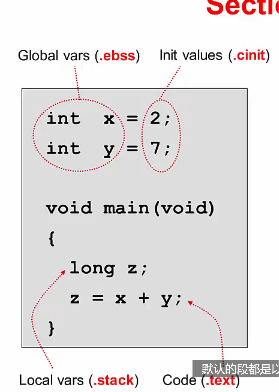 Sectio
Global vars (.ebss)
Init values (.cinit)
int x = 2;
int y = 7;
void main(void)
{
long z;
z = x + y;
}
默认的段都是以
Local vars (.stack)
Code (.text)